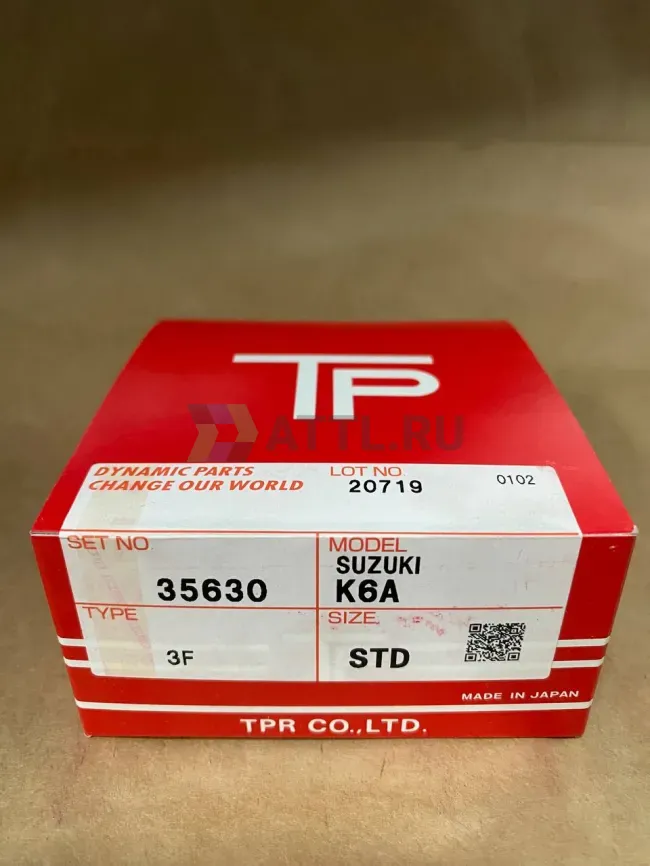 TP
ATTL.RU
DYNAMIC PARTS
CHANGE OUR WORLD
LOT NO.
20719
0102
SET NO.
35630
MODEL
SUZUKI
K6A
TYPE
3F
SIZE
STD
MADE IN JAPAN
TPR CO.,LTD.